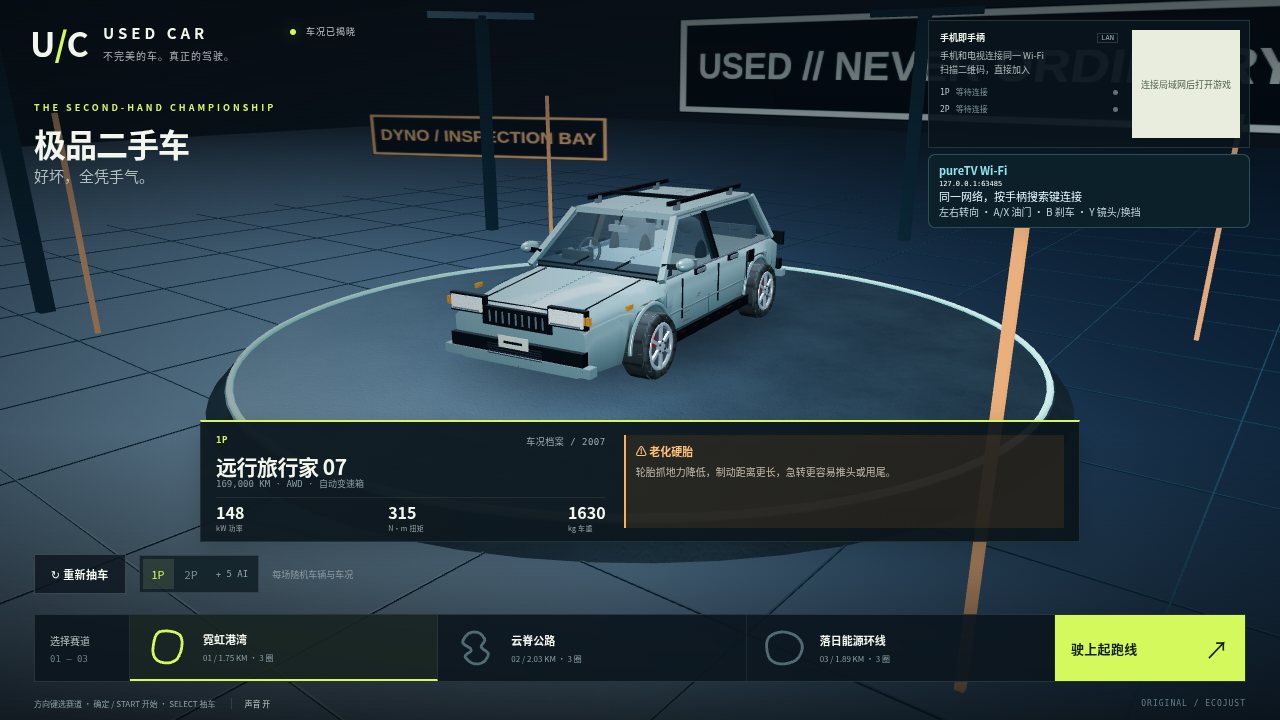 U/C
USED CAR
不完美的车。真正的驾驶。
车况已揭晓
THE SECOND-HAND CHAMPIONSHIP
极品二手车
好坏，全凭手气。
DYNO / INSPECTION BAY
USED // NEVER ORDINARY
手机即手柄
LAN
手机和电视连接同一 Wi-Fi
扫描二维码，直接加入
1P 等待连接
2P 等待连接
连接局域网后打开游戏
pureTV Wi-Fi
127.0.0.1:63485
同一网络，按手柄搜索键连接
左右转向 · A/X 油门 · B 刹车 · Y 镜头/换挡
1P
车况档案 / 2007
远行旅行家 07
169,000 KM · AWD · 自动变速箱
148
kW 功率
315
N·m 扭矩
1630
kg 车重
⚠ 老化硬胎
轮胎抓地力降低，制动距离更长，急转更容易推头或甩尾。
↻ 重新抽车
1P
2P
+ 5 AI
每场随机车辆与车况
选择赛道
01 — 03
霓虹港湾
01 / 1.75 KM · 3 圈
云脊公路
02 / 2.03 KM · 3 圈
落日能源环线
03 / 1.89 KM · 3 圈
驶上起跑线 ↗
方向键选赛道 · 确定 / START 开始 · SELECT 抽车
声音 开
ORIGINAL / ECOJUST